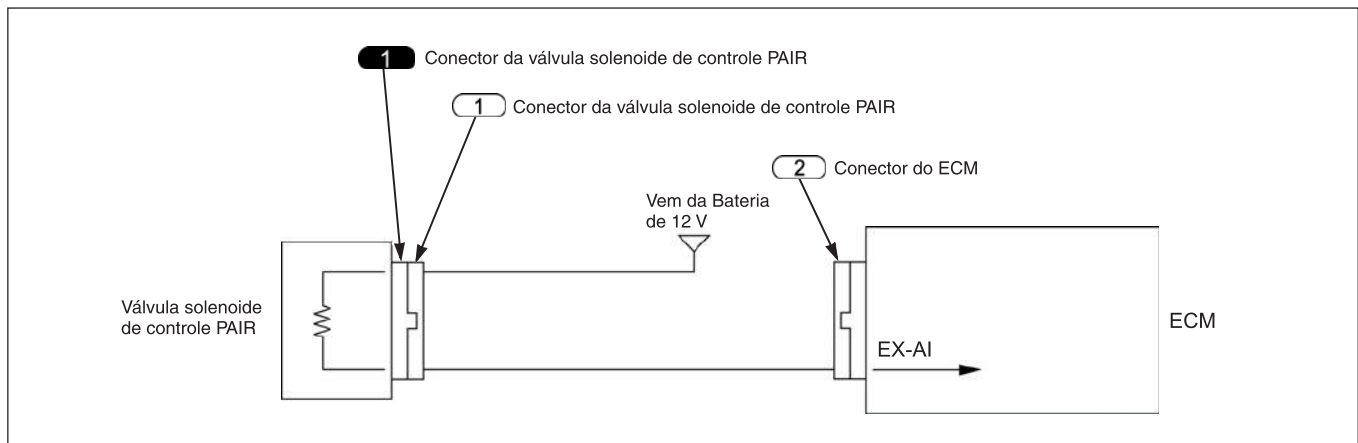 1 Conector da válvula solenoide de controle PAIR
1 Conector da válvula solenoide de controle PAIR
2 Conector do ECM
Vem da Bateria
de 12 V
Válvula solenoide
de controle PAIR
EX-AI
ECM